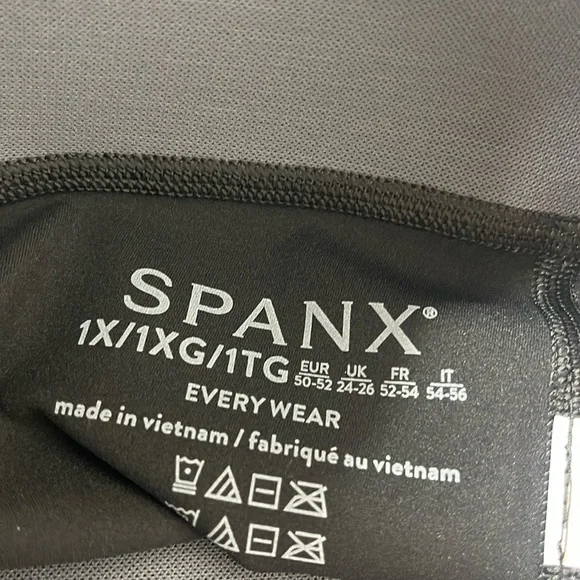 SPANX®
1X/1XG/1TG EUR 50-52 UK 24-26 FR 52-54 IT 54-56
EVERY WEAR
made in vietnam / fabriqué au vietnam